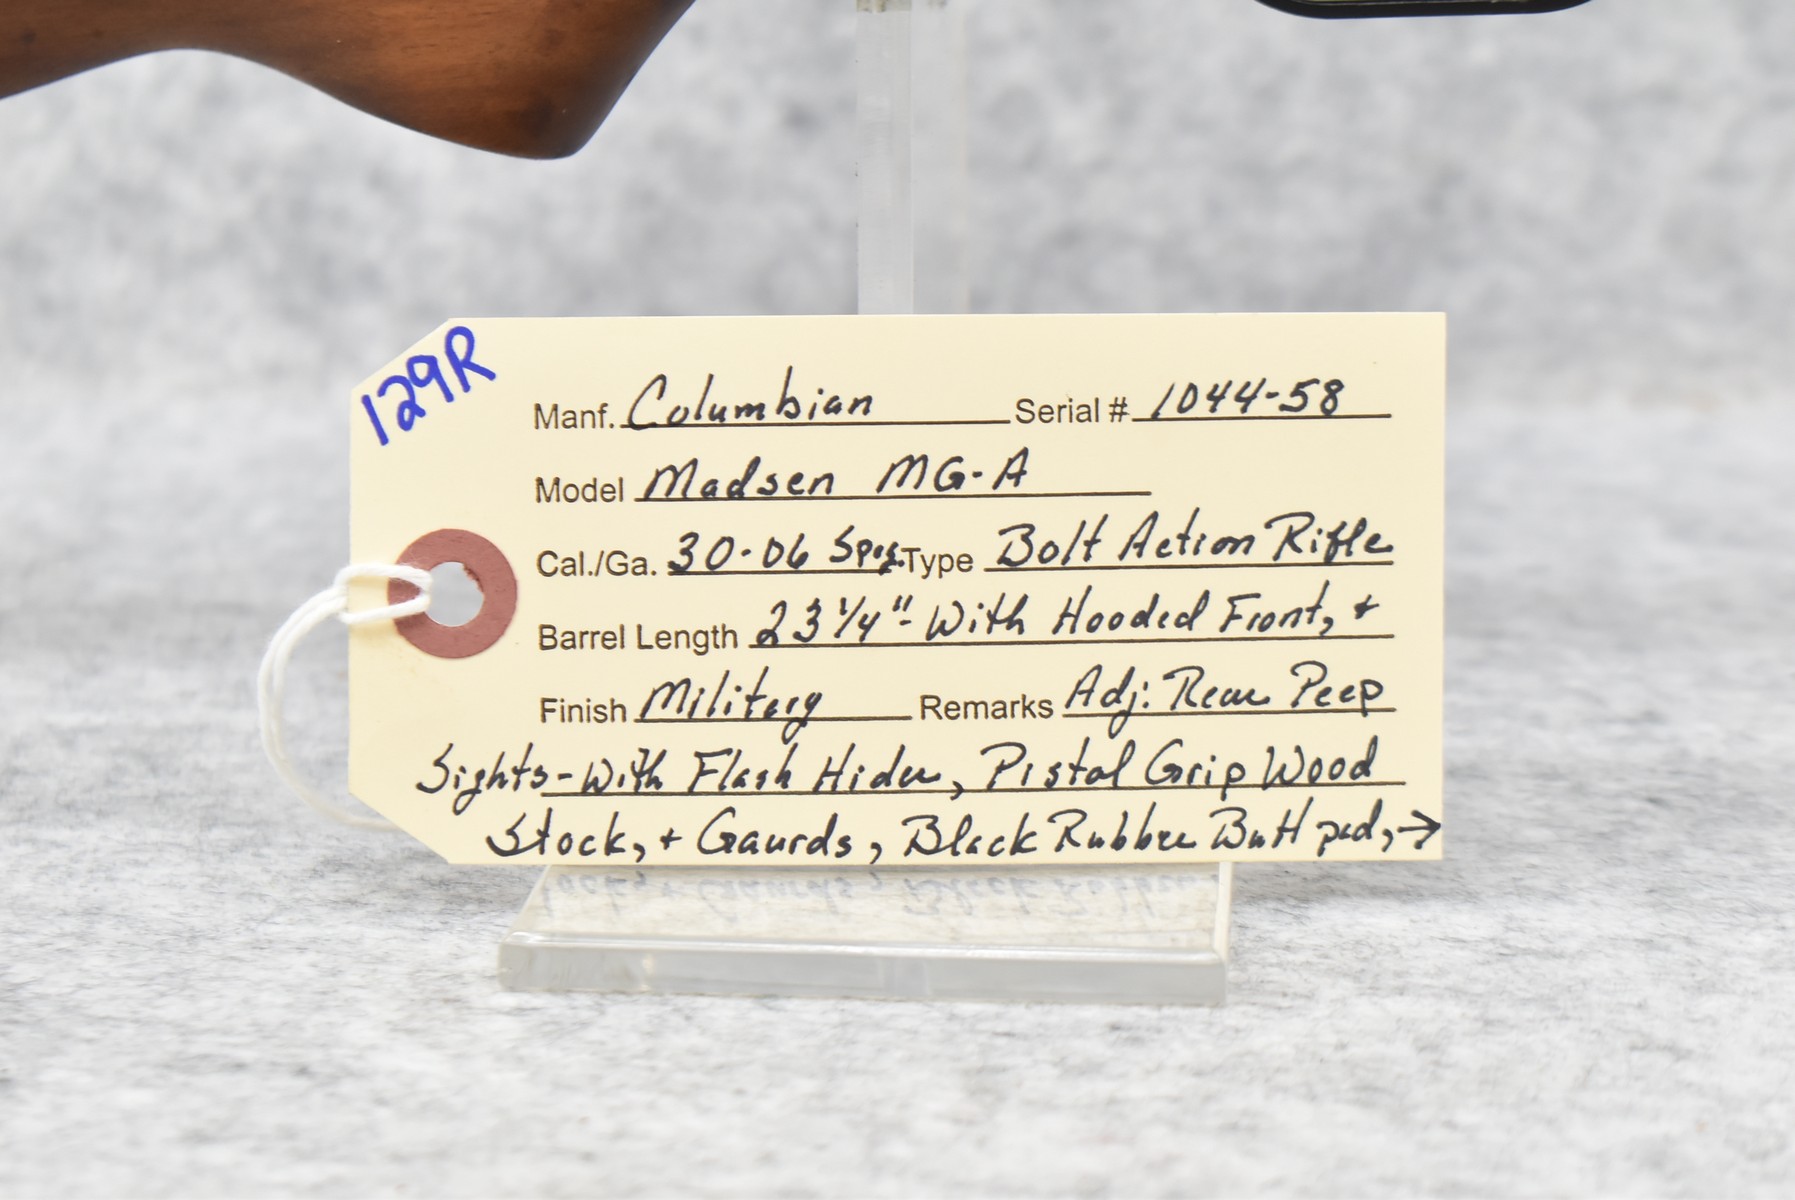 129R
Manf. Columbian Serial # 1044-58
Model Madsen MG-A
Cal./Ga. 30-06 Spg. Type Bolt Action Rifle
Barrel Length 23 1/4"- With Hooded Front, +
Finish Military Remarks Adj: Rear Peep
Sights-With Flash Hider, Pistol Grip Wood
Stock, + Gaurds, Black Rubber Butt pad, →